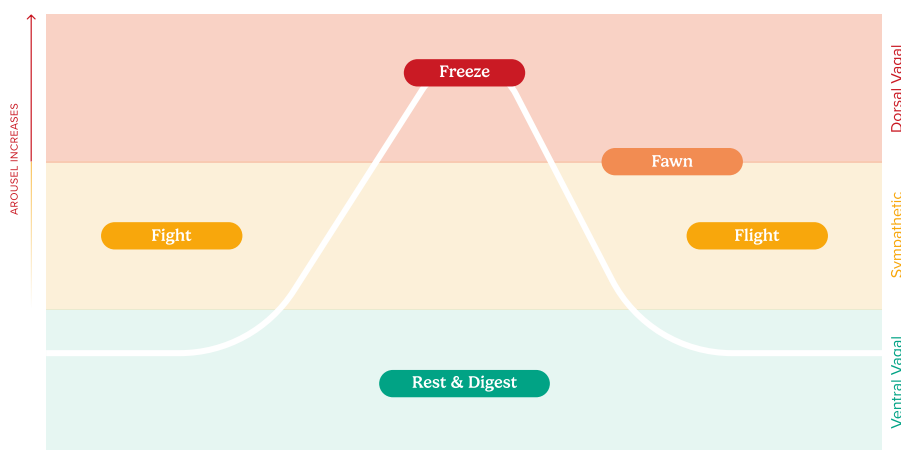 Freeze
Dorsal Vagal
AROUSEL INCREASES
Fawn
Fight
Flight
Sympathetic
Rest & Digest
Ventral Vagal